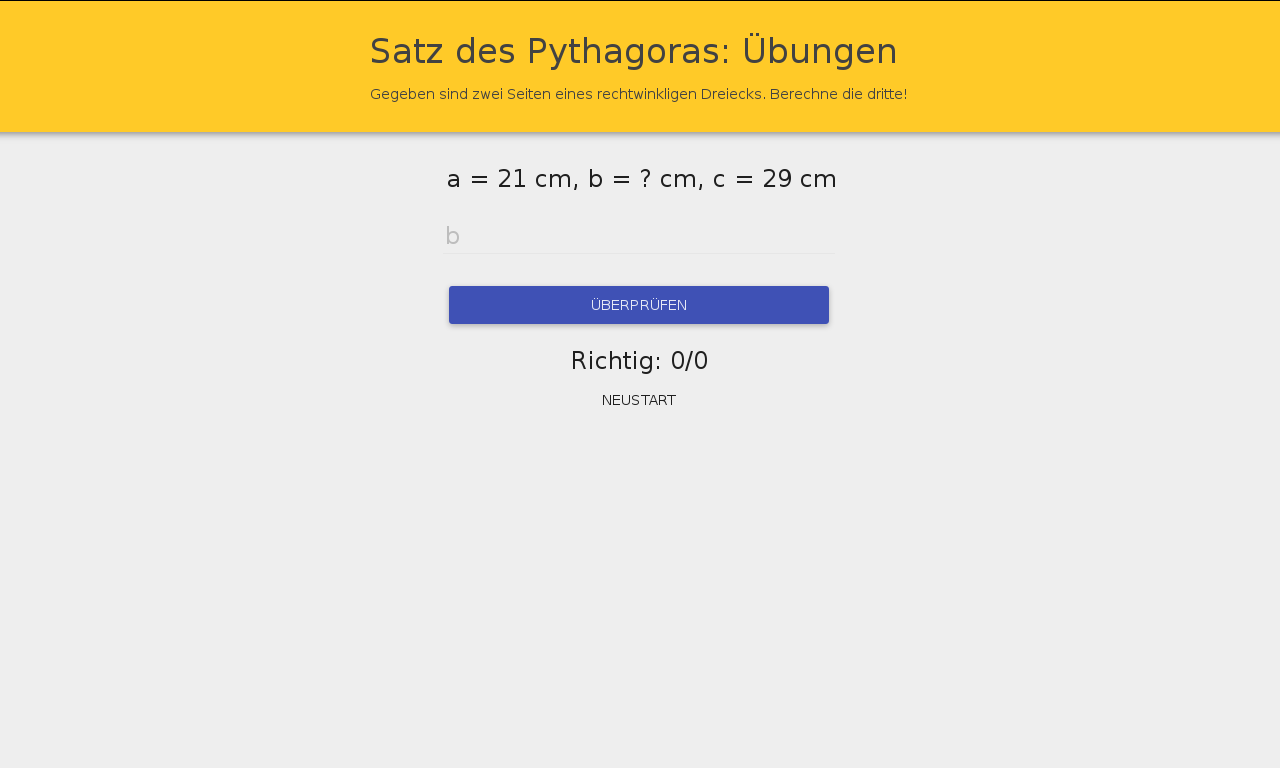 Satz des Pythagoras: Übungen
Gegeben sind zwei Seiten eines rechtwinkligen Dreiecks. Berechne die dritte!
a = 21 cm, b = ? cm, c = 29 cm
b
ÜBERPRÜFEN
Richtig: 0/0
NEUSTART